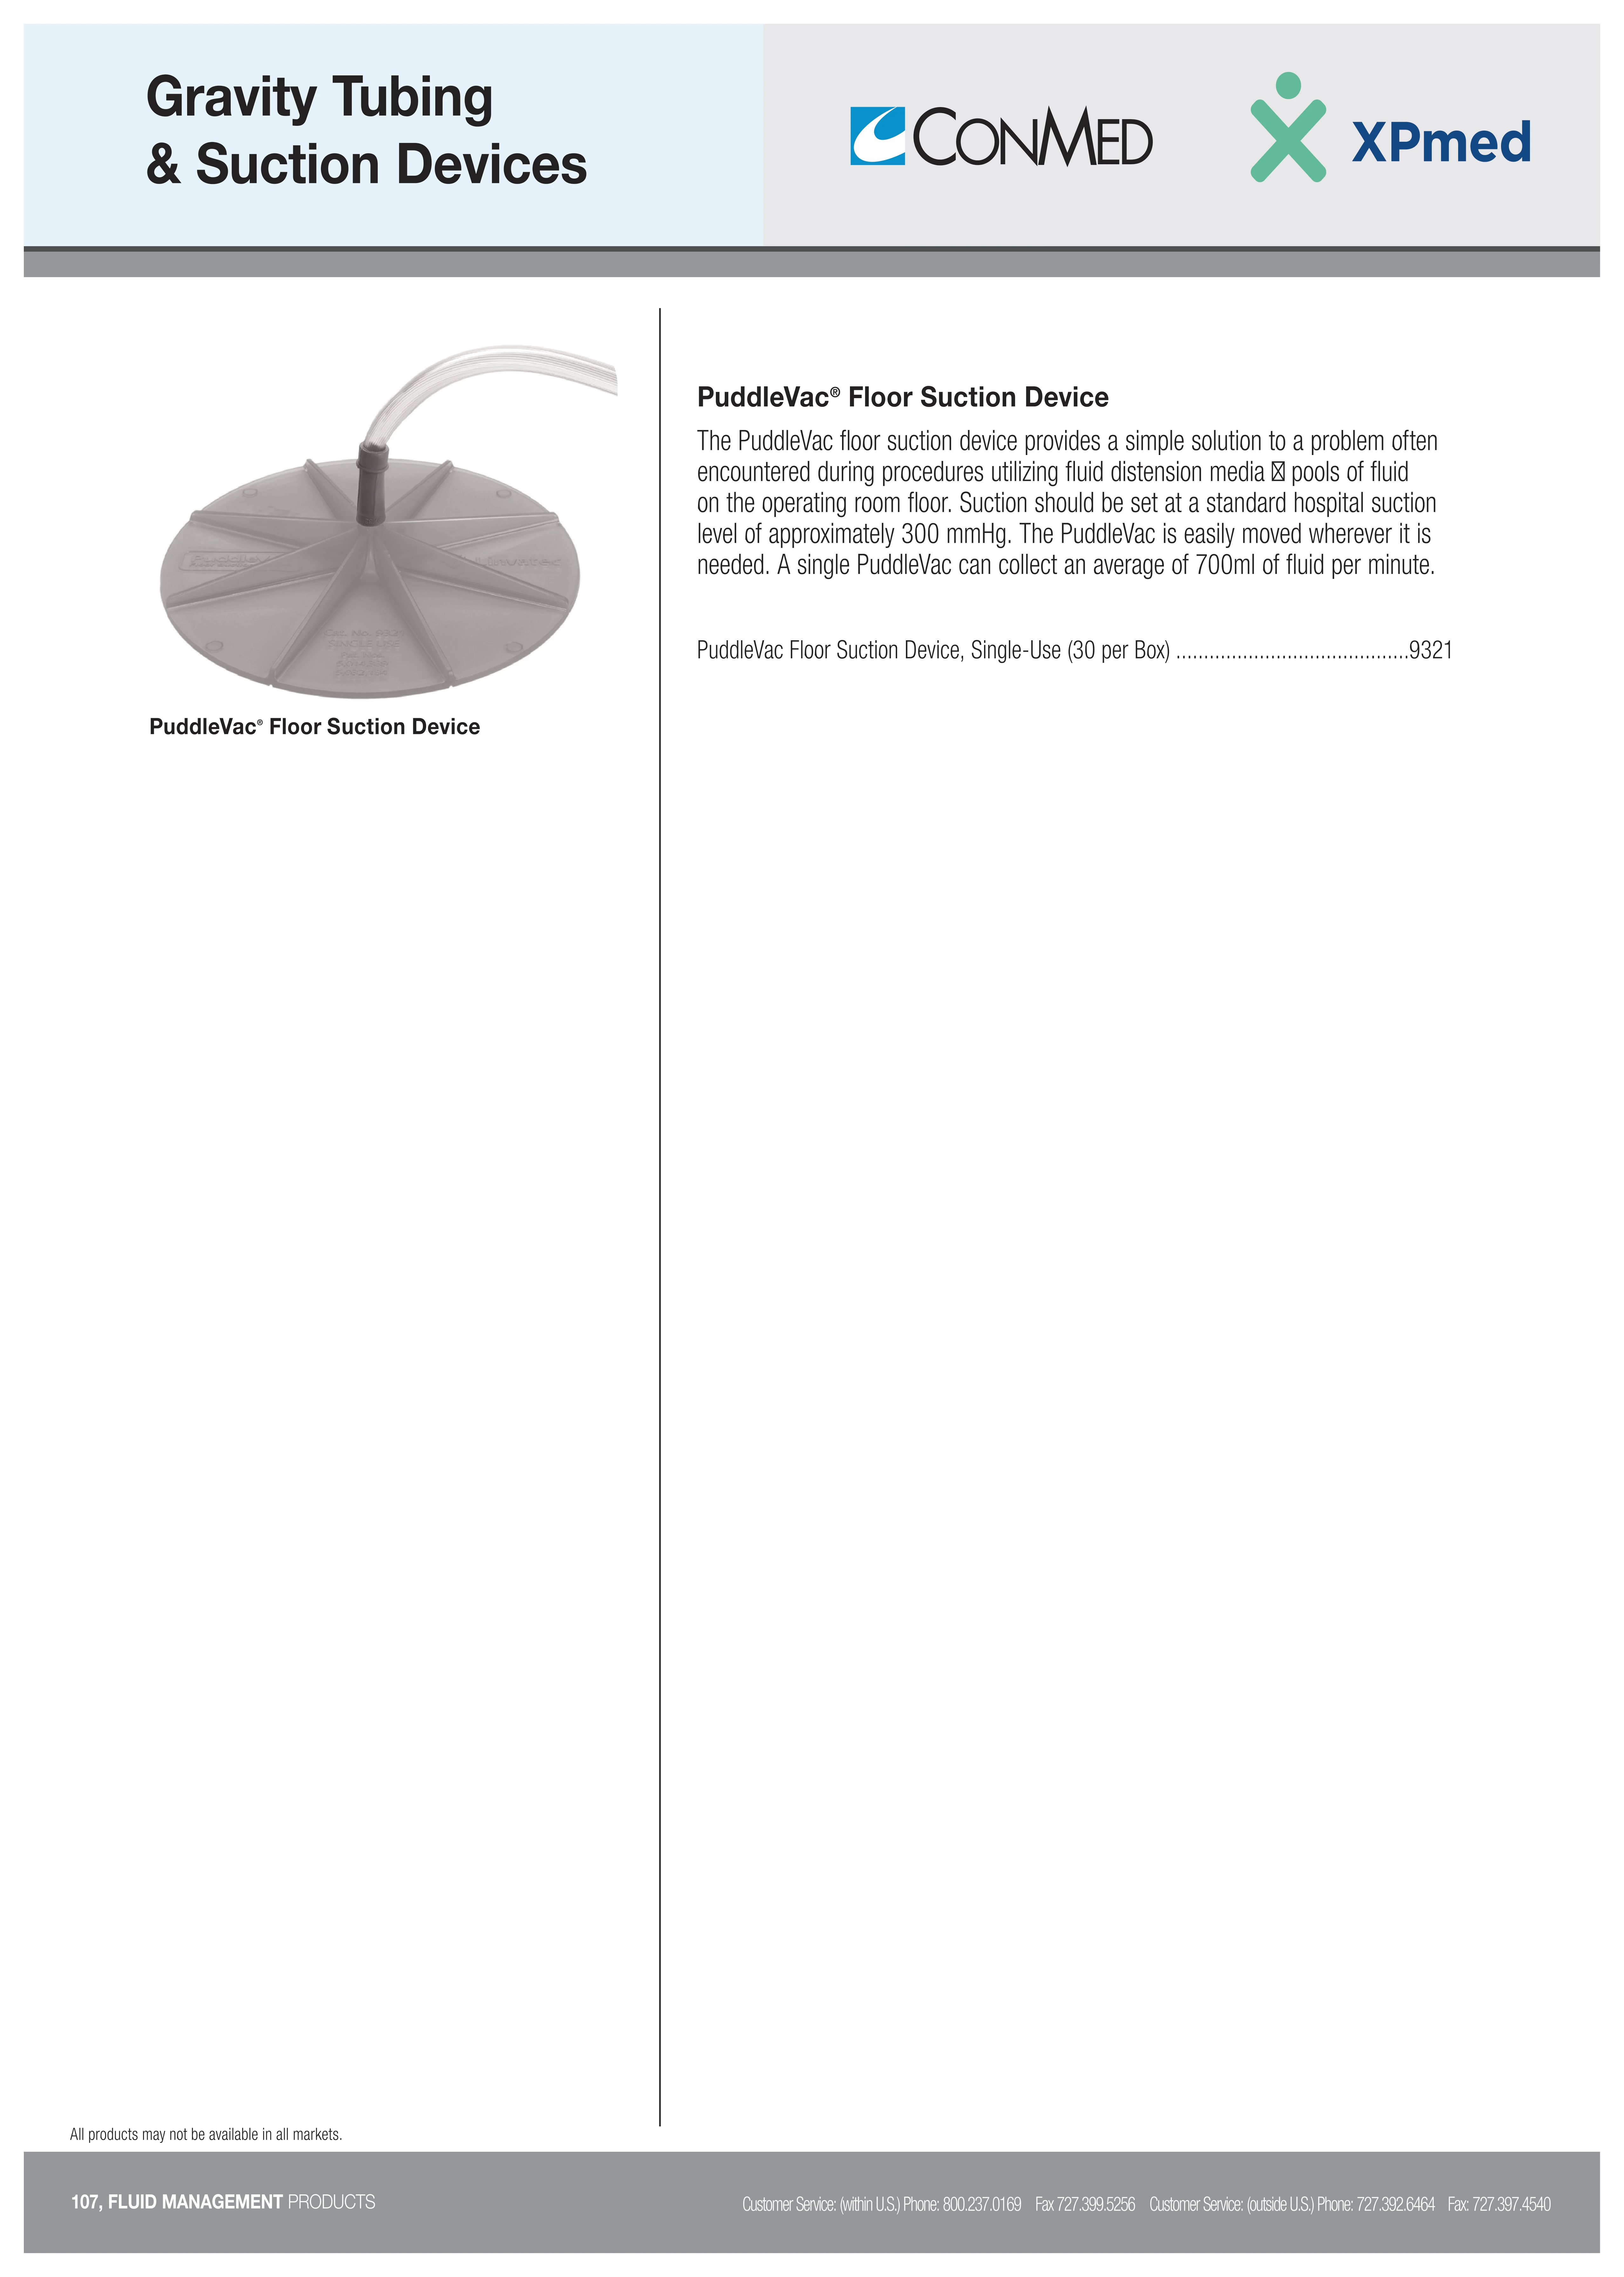 Gravity Tubing
& Suction Devices
CONMED
XPmed
PuddleVac® Floor Suction Device
PuddleVac® Floor Suction Device
The PuddleVac floor suction device provides a simple solution to a problem often
encountered during procedures utilizing fluid distension media pools of fluid
on the operating room floor. Suction should be set at a standard hospital suction
level of approximately 300 mmHg. The PuddleVac is easily moved wherever it is
needed. A single PuddleVac can collect an average of 700ml of fluid per minute.
PuddleVac Floor Suction Device, Single-Use (30 per Box) ..........................................9321
All products may not be available in all markets.
107, FLUID MANAGEMENT PRODUCTS
Customer Service: (within U.S.) Phone: 800.237.0169 Fax 727.399.5256 Customer Service: (outside U.S.) Phone: 727.392.6464 Fax: 727.397.4540